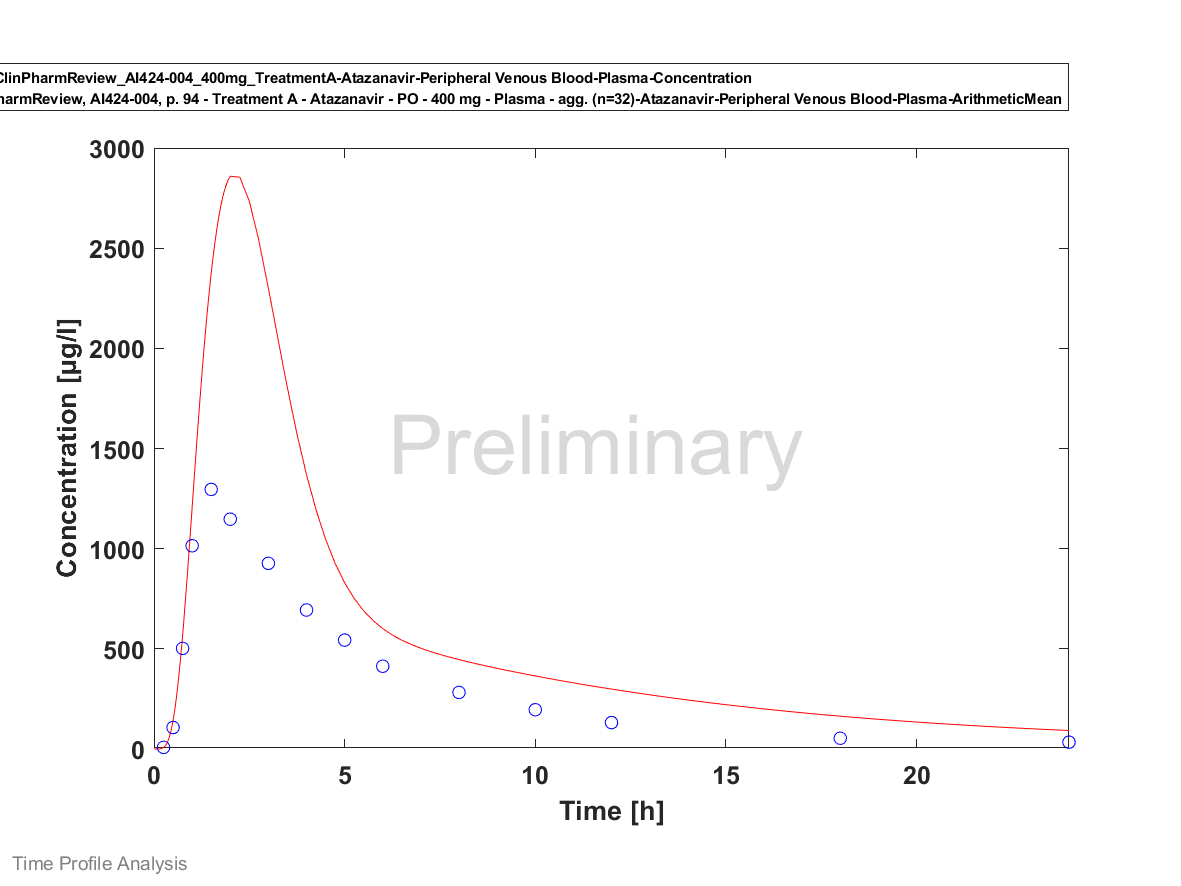 ClinPharmReview_AI424-004_400mg_TreatmentA-Atazanavir-Peripheral Venous Blood-Plasma-Concentration
harmReview, AI424-004, p. 94 - Treatment A - Atazanavir - PO - 400 mg - Plasma - agg. (n=32)-Atazanavir-Peripheral Venous Blood-Plasma-ArithmeticMean
3000
2500
2000
1500
1000
500
0
Concentration [µg/l]
Preliminary
0 5 10 15 20
Time [h]
Time Profile Analysis